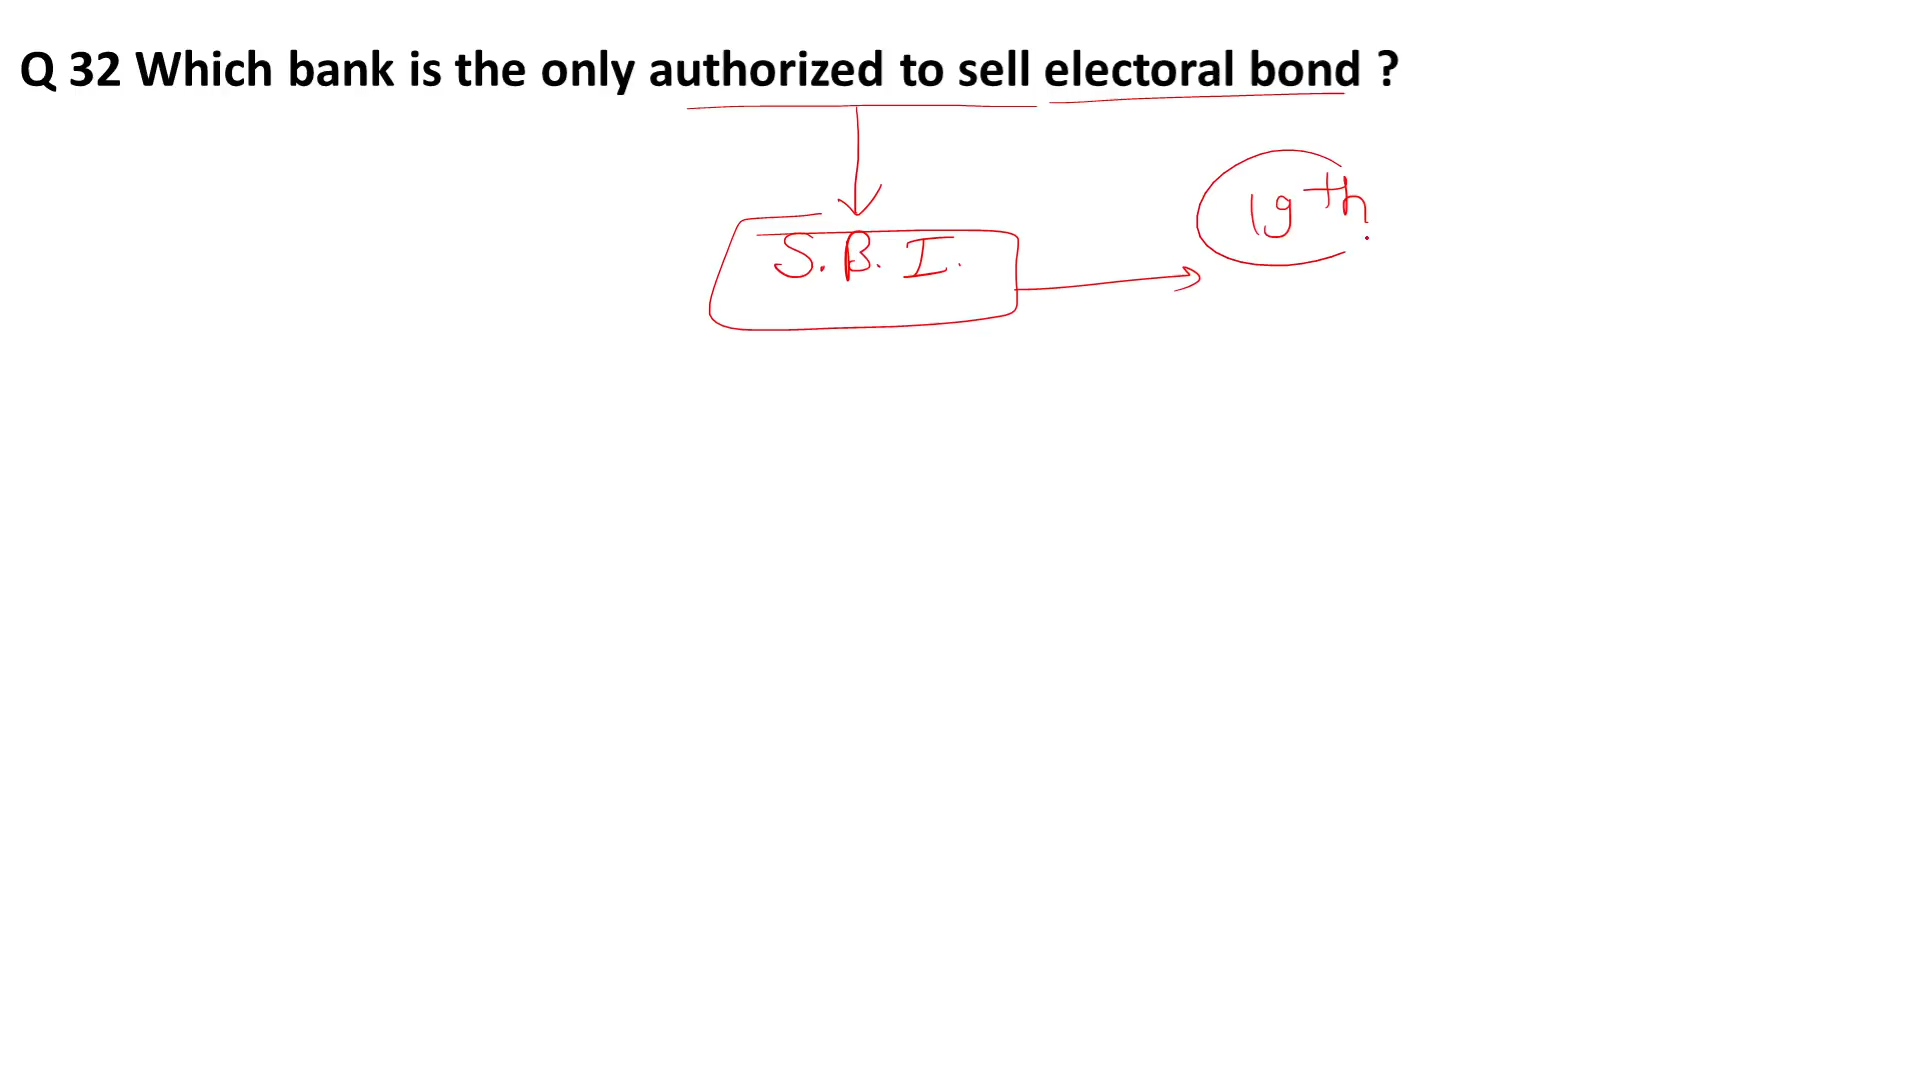 Q 32 Which bank is the only authorized to sell electoral bond ?
19th
S.B.I.